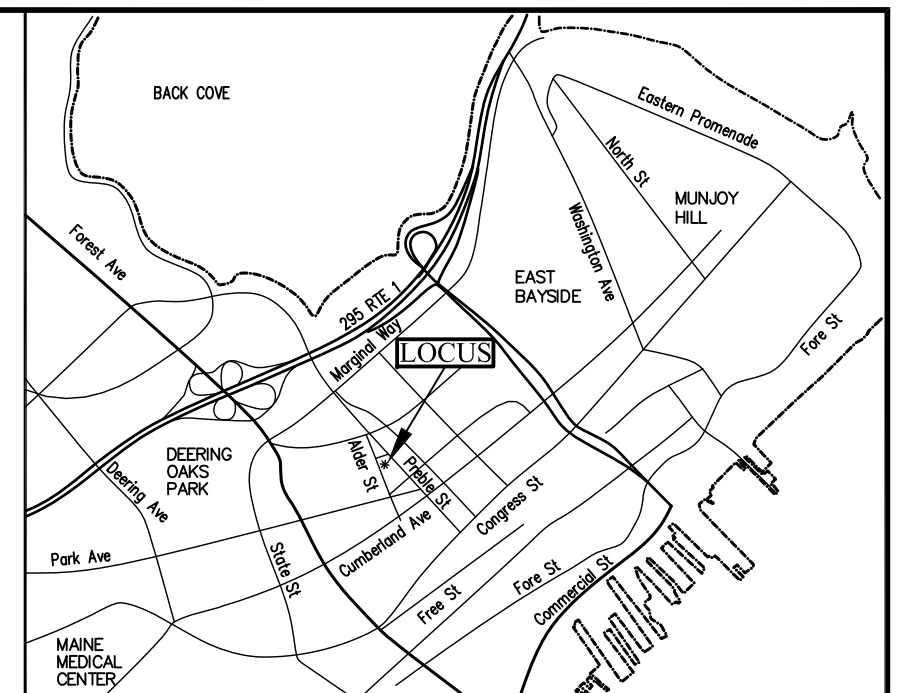 BACK COVE
Eastern Promenade
North St
MUNJOY
HILL
Forest Ave
Washington Ave
EAST
BAYSIDE
295 RTE 1
Fore St
Marginal Way
LOCUS
DEERING
OAKS
PARK
Alder St
Preble St
Deering Ave
Congress St
Cumberland Ave
Park Ave
State St
Free St
Fore St
Commercial St
MAINE
MEDICAL
CENTER